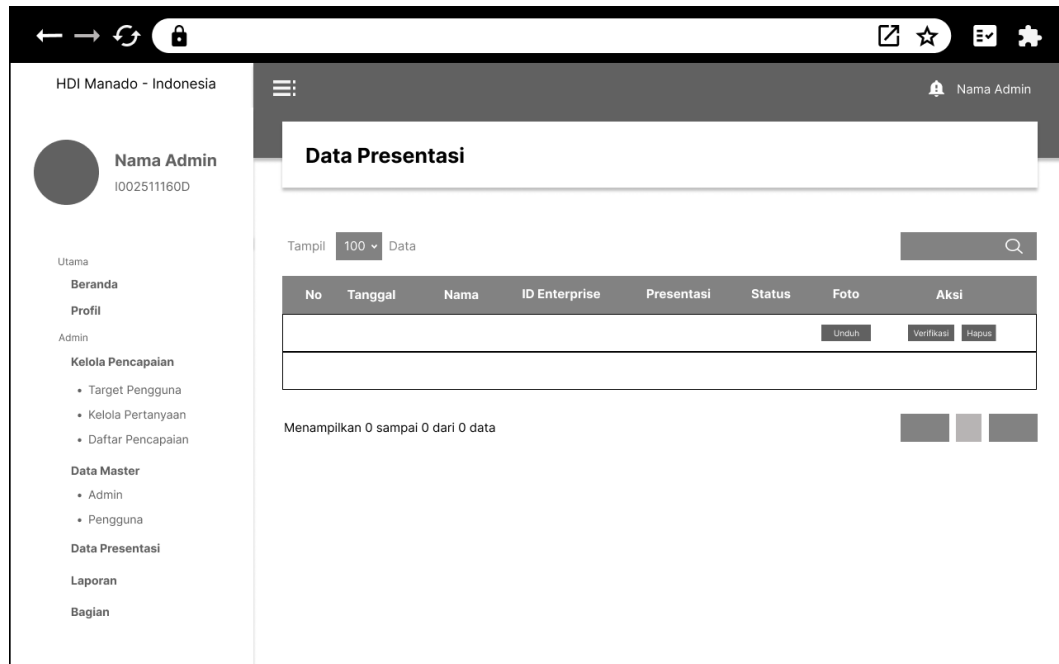 HDI Manado - Indonesia
Nama Admin
Nama Admin
I002511160D
Data Presentasi
Tampil 100 Data
Utama
Beranda
Profil
Admin
Kelola Pencapaian
• Target Pengguna
• Kelola Pertanyaan
• Daftar Pencapaian
Data Master
• Admin
• Pengguna
Data Presentasi
Laporan
Bagian
No Tanggal Nama ID Enterprise Presentasi Status Foto Aksi
Unduh Verifikasi Hapus
Menampilkan 0 sampai 0 dari 0 data